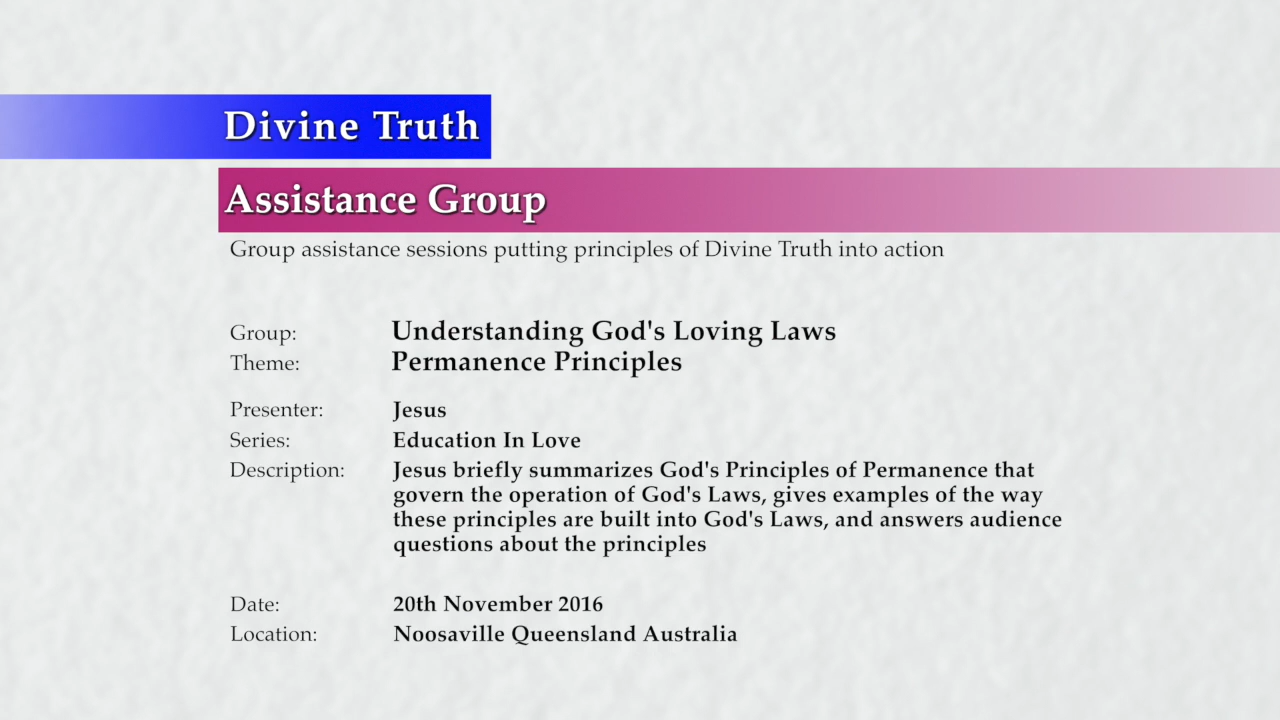 Divine Truth
Assistance Group
Group assistance sessions putting principles of Divine Truth into action
Group: Understanding God's Loving Laws
Theme: Permanence Principles
Presenter: Jesus
Series: Education In Love
Description: Jesus briefly summarizes God's Principles of Permanence that
govern the operation of God's Laws, gives examples of the way
these principles are built into God's Laws, and answers audience
questions about the principles
Date: 20th November 2016
Location: Noosaville Queensland Australia